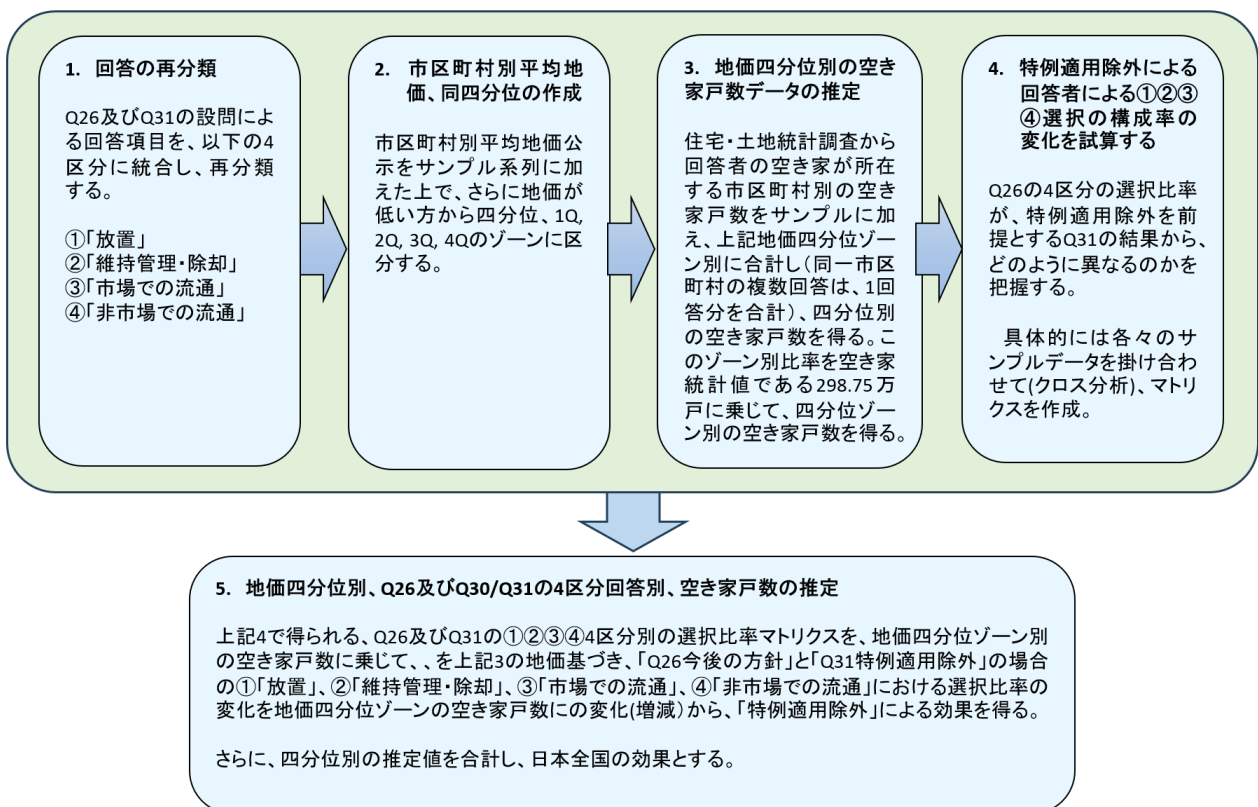 1. 回答の再分類
Q26及びQ31の設問によ
る回答項目を、以下の4
区分に統合し、再分類
する。
①「放置」
②「維持管理・除却」
③「市場での流通」
④「非市場での流通」
2. 市区町村別平均地
価、同四分位の作成
市区町村別平均地価公
示をサンプル系列に加
えた上で、さらに地価が
低い方から四分位、1Q,
2Q, 3Q, 4Qのゾーンに区
分する。
3. 地価四分位別の空き
家戸数データの推定
住宅・土地統計調査から
回答者の空き家が所在
する市区町村別の空き
家戸数をサンプルに加
え、上記地価四分位ゾー
ン別に合計し(同一市区
町村の複数回答は、1回
答分を合計)、四分位別
の空き家戸数を得る。こ
のゾーン別比率を空き家
統計値である298.75万
戸に乗じて、四分位ゾー
ン別の空き家戸数を得る。
4. 特例適用除外による
回答者による①②③
④選択の構成率の
変化を試算する
Q26の4区分の選択比率
が、特例適用除外を前
提とするQ31の結果から、
どのように異なるのかを
把握する。
具体的には各々のサ
ンプルデータを掛け合わ
せて(クロス分析)、マト
リクスを作成。
5. 地価四分位別、Q26及びQ30/Q31の4区分回答別、空き家戸数の推定
上記4で得られる、Q26及びQ31の①②③④4区分別の選択比率マトリクスを、地価四分位ゾーン別
の空き家戸数に乗じて、、を上記3の地価基づき、「Q26今後の方針」と「Q31特例適用除外」の場合
の①「放置」、②「維持管理・除却」、③「市場での流通」、④「非市場での流通」における選択比率の
変化を地価四分位ゾーンの空き家戸数にの変化(増減)から、「特例適用除外」による効果を得る。
さらに、四分位別の推定値を合計し、日本全国の効果とする。